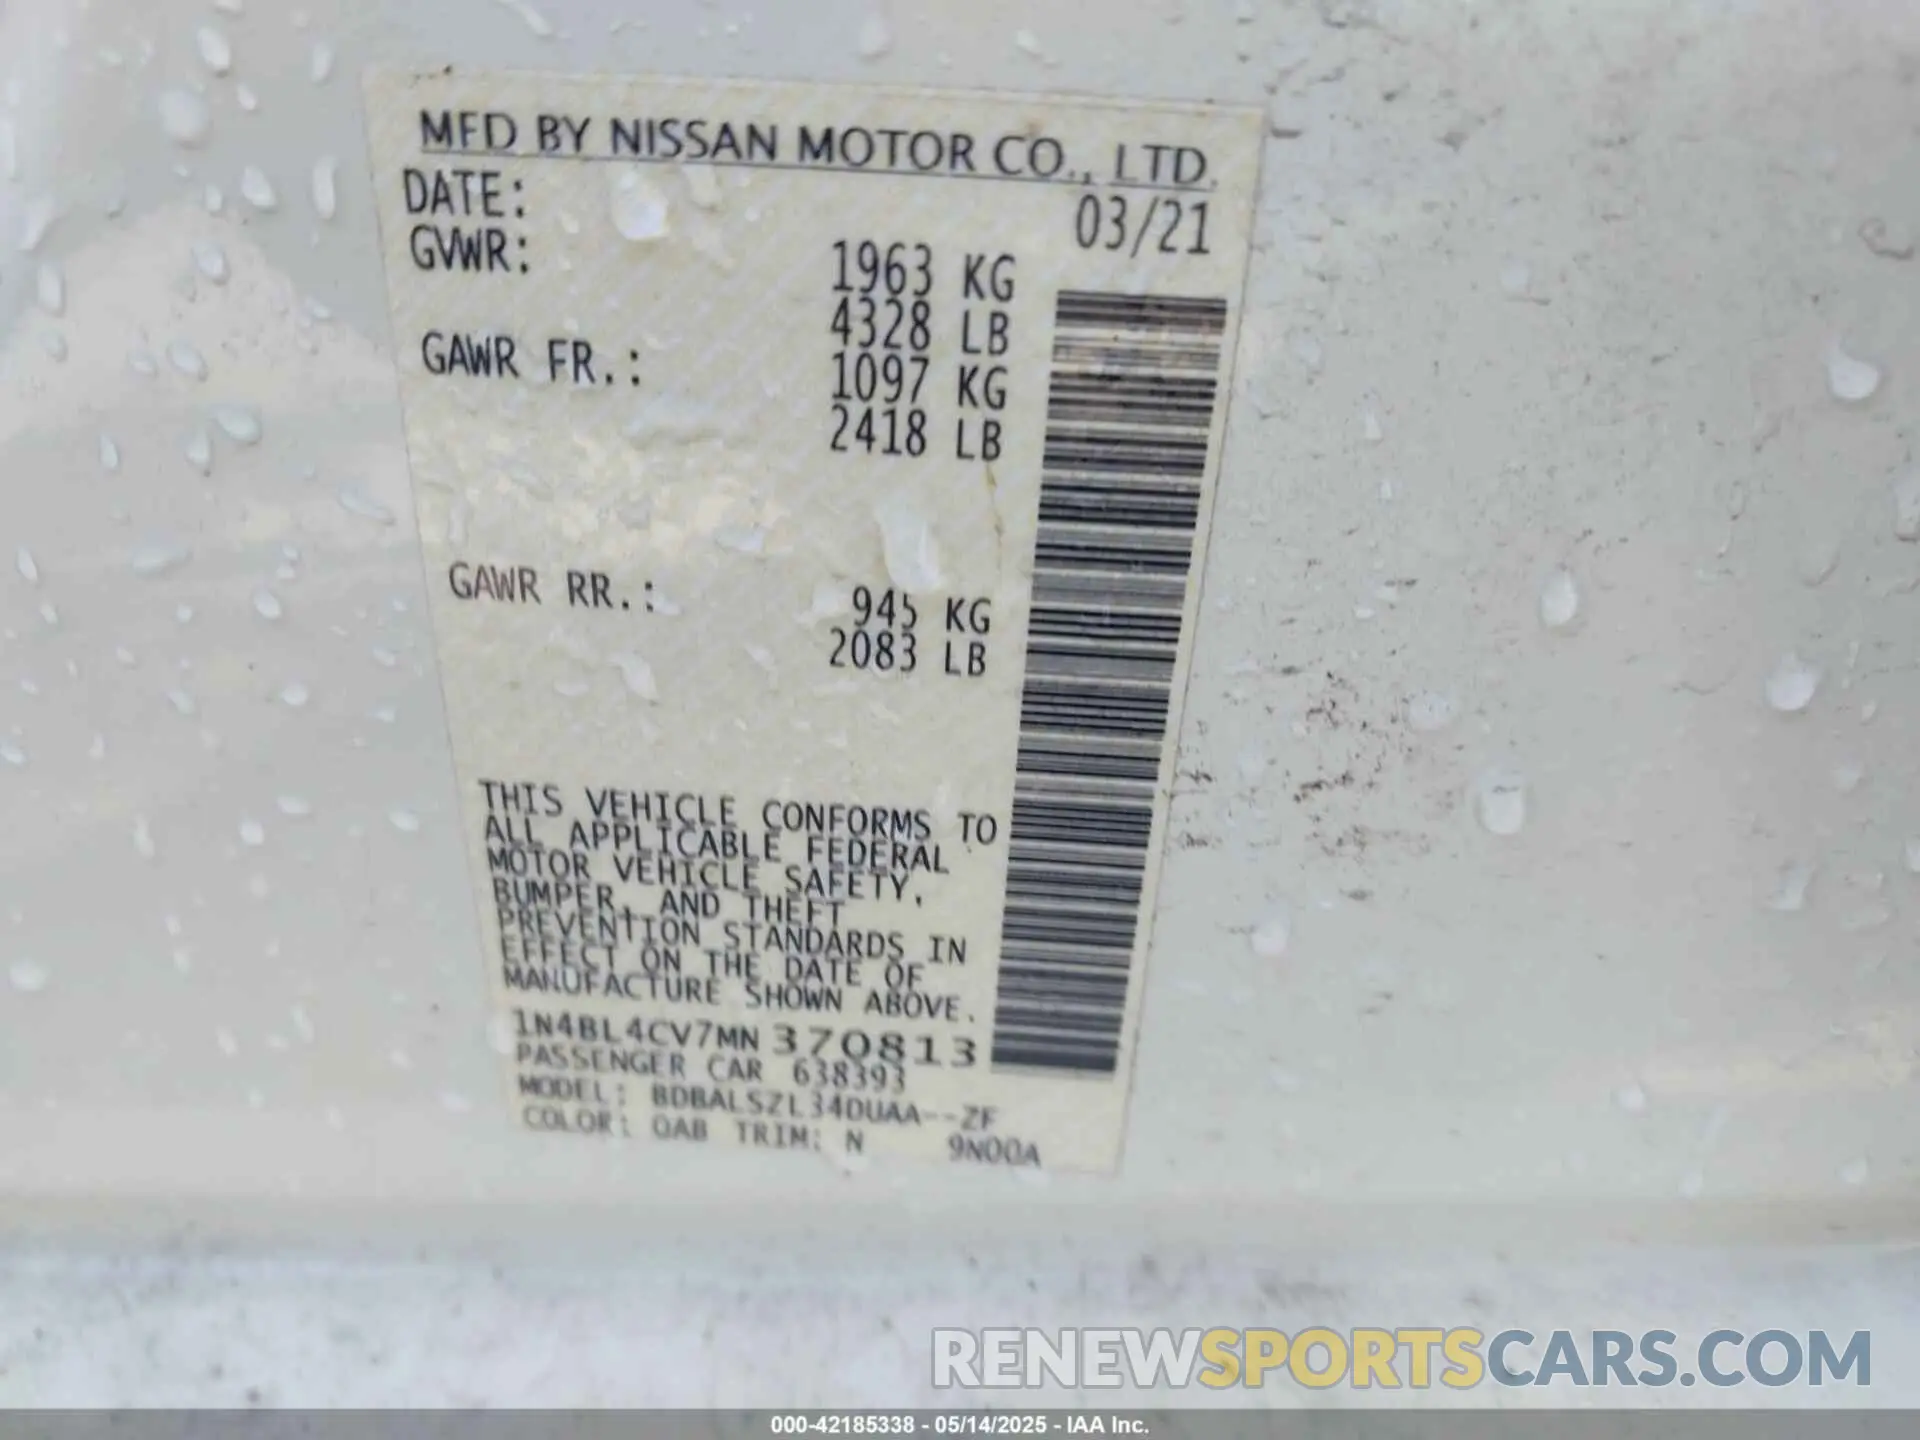 MFD BY NISSAN MOTOR CO., LTD.
DATE: 03/21
GVWR: 1963 KG
4328 LB
GAWR FR.: 1097 KG
2418 LB
GAWR RR.: 945 KG
2083 LB
THIS VEHICLE CONFORMS TO
ALL APPLICABLE FEDERAL
MOTOR VEHICLE SAFETY,
BUMPER, AND THEFT
PREVENTION STANDARDS IN
EFFECT ON THE DATE OF
MANUFACTURE SHOWN ABOVE.
1N4BL4CV7MN370813
PASSENGER CAR 638393
MODEL: BDBALSZL34DUAA--ZF
COLOR: QAB TRIM: N 9N00A
RENEWSPORTSCARS.COM
000-42185338 - 05/14/2025 - IAA Inc.